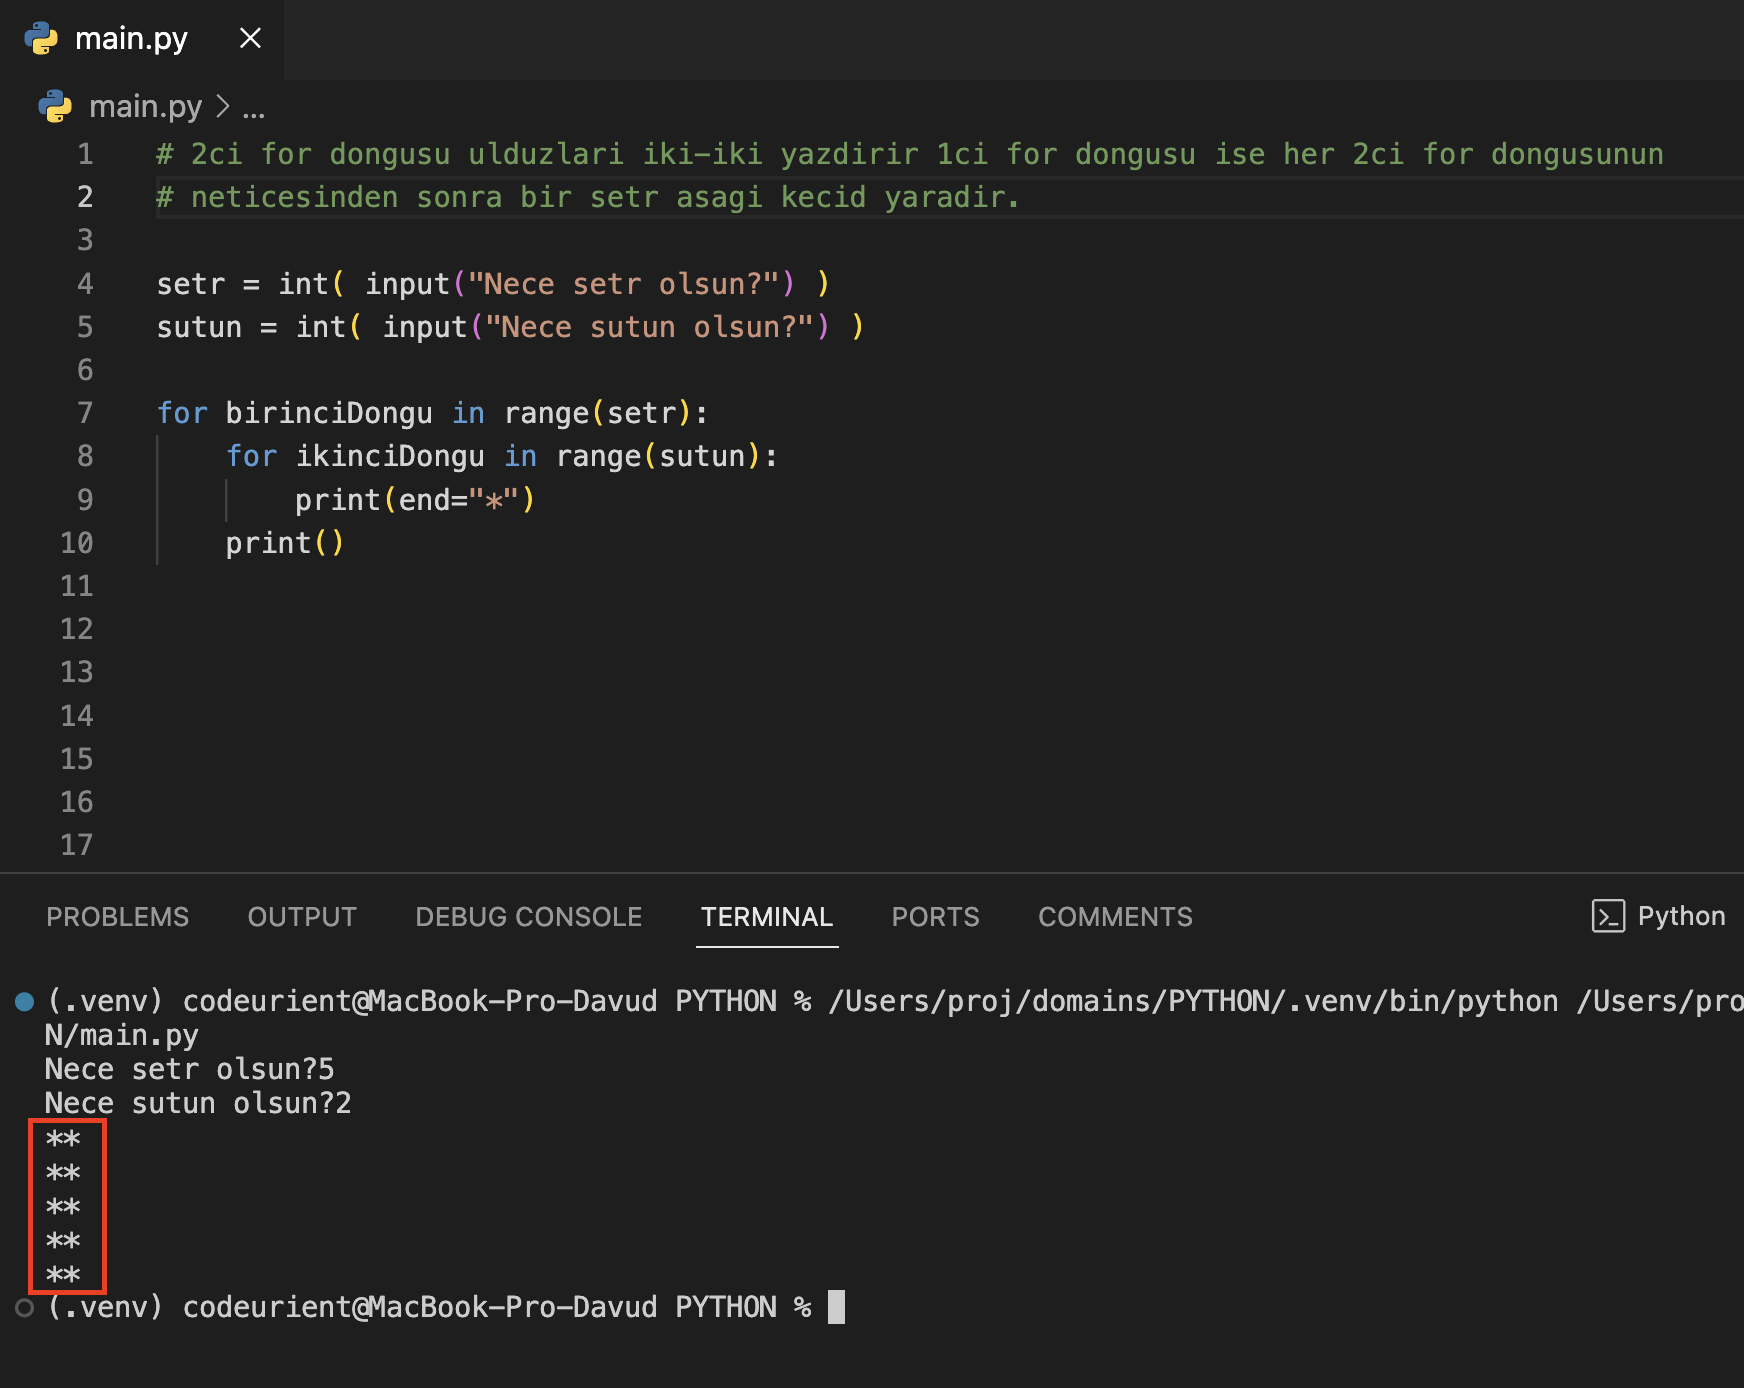 main.py
main.py > ...
1 # 2ci for dongusu ulduzlari iki-iki yazdirir 1ci for dongusu ise her 2ci for dongusunun
2 # neticesinden sonra bir setr asagi kecid yaradir.
3
4 setr = int( input("Nece setr olsun?") )
5 sutun = int( input("Nece sutun olsun?") )
6
7 for birinciDongu in range(setr):
8     for ikinciDongu in range(sutun):
9         print(end="*")
10     print()
11
12
13
14
15
16
17
PROBLEMS OUTPUT DEBUG CONSOLE TERMINAL PORTS COMMENTS Python
(.venv) codeurient@MacBook-Pro-Davud PYTHON % /Users/proj/domains/PYTHON/.venv/bin/python /Users/pro
N/main.py
Nece setr olsun?5
Nece sutun olsun?2
**
**
**
**
**
(.venv) codeurient@MacBook-Pro-Davud PYTHON %